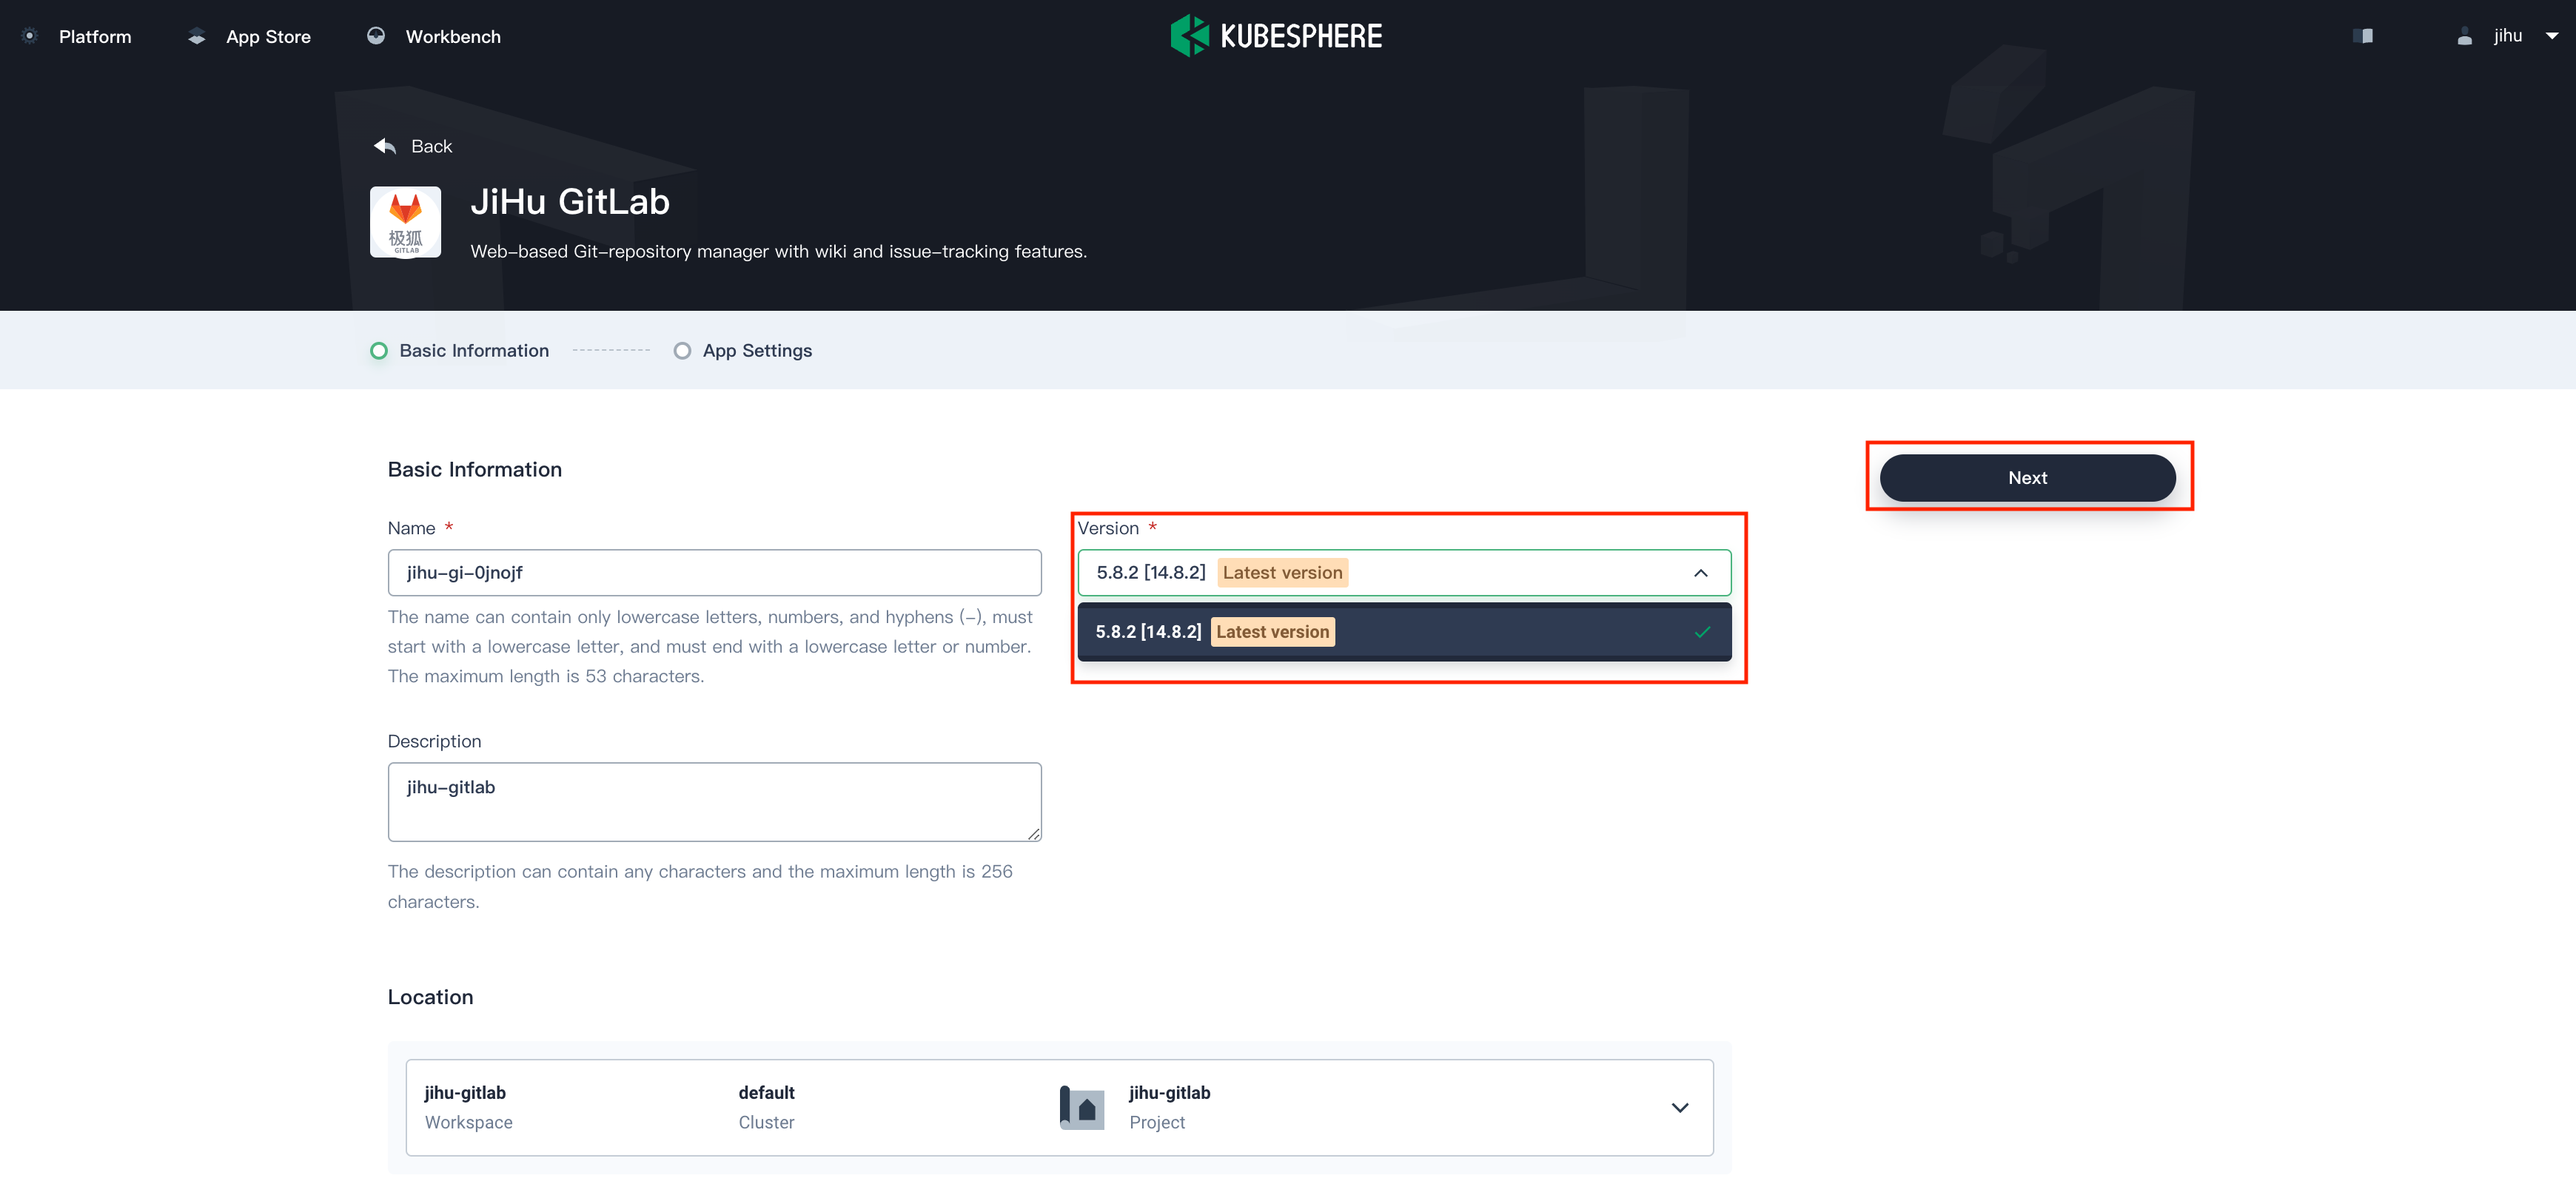 Platform
App Store
Workbench
KUBESPHERE
jihu
Back
极狐
GITLAB
JiHu GitLab
Web-based Git-repository manager with wiki and issue-tracking features.
Basic Information
App Settings
Basic Information
Next
Name *
jihu-gi-0jnojf
The name can contain only lowercase letters, numbers, and hyphens (-), must
start with a lowercase letter, and must end with a lowercase letter or number.
The maximum length is 53 characters.
Version *
5.8.2 [14.8.2] Latest version
5.8.2 [14.8.2] Latest version
Description
jihu-gitlab
The description can contain any characters and the maximum length is 256
characters.
Location
jihu-gitlab
Workspace
default
Cluster
jihu-gitlab
Project